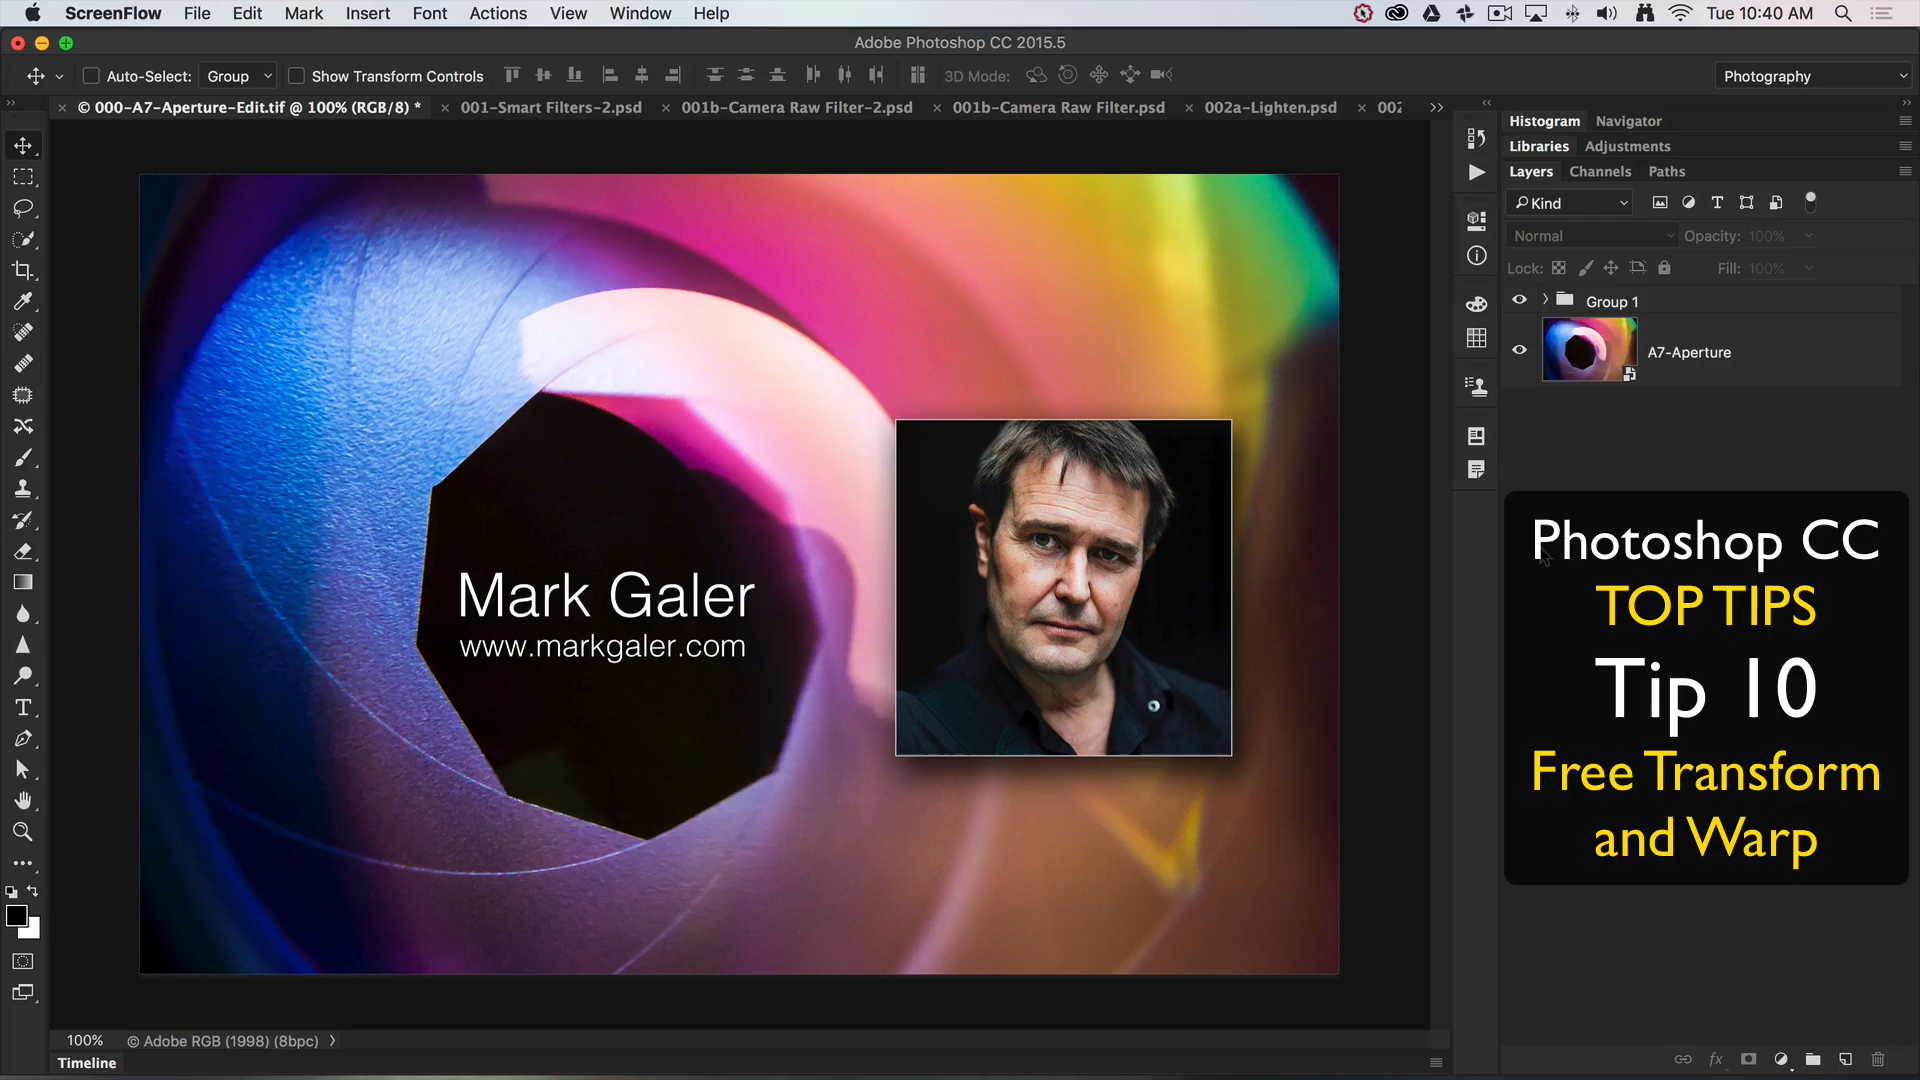 ScreenFlow File Edit Mark Insert Font Actions View Window Help Tue 10:40 AM
Adobe Photoshop CC 2015.5
Auto-Select: Group Show Transform Controls 3D Mode: Photography
© 000-A7-Aperture-Edit.tif @ 100% (RGB/8) * 001-Smart Filters-2.psd 001b-Camera Raw Filter-2.psd 001b-Camera Raw Filter.psd 002a-Lighten.psd 002
Histogram Navigator
Libraries Adjustments
Layers Channels Paths
Kind
Normal Opacity: 100%
Lock: Fill: 100%
Group 1
A7-Aperture
Mark Galer
www.markgaler.com
Photoshop CC
TOP TIPS
Tip 10
Free Transform
and Warp
100% © Adobe RGB (1998) (8bpc)
Timeline
fx